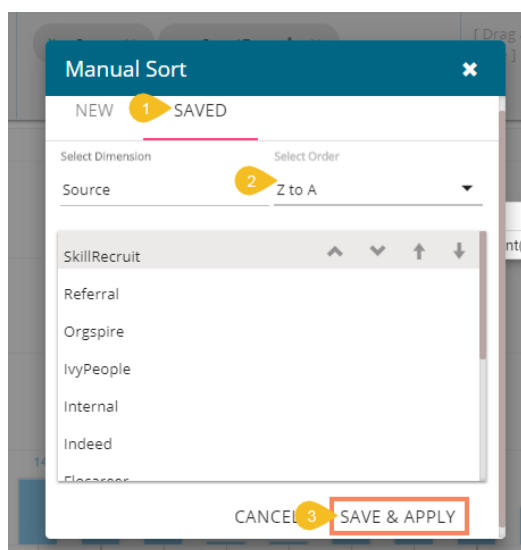 [ Drag
Manual Sort
NEW 1 SAVED
Select Dimension Select Order
Source 2 Z to A
SkillRecruit
Referral
Orgspire
IvyPeople
Internal
Indeed
14
CANCEL 3 SAVE & APPLY